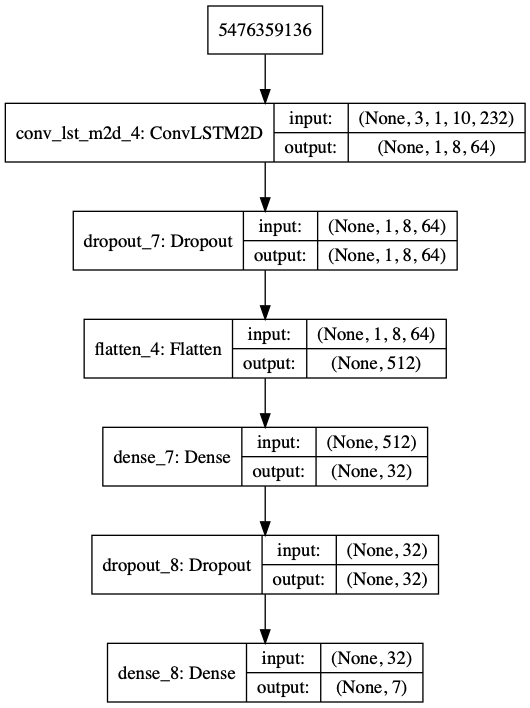 5476359136
conv_lst_m2d_4: ConvLSTM2D
input: (None, 3, 1, 10, 232)
output: (None, 1, 8, 64)
dropout_7: Dropout
input: (None, 1, 8, 64)
output: (None, 1, 8, 64)
flatten_4: Flatten
input: (None, 1, 8, 64)
output: (None, 512)
dense_7: Dense
input: (None, 512)
output: (None, 32)
dropout_8: Dropout
input: (None, 32)
output: (None, 32)
dense_8: Dense
input: (None, 32)
output: (None, 7)